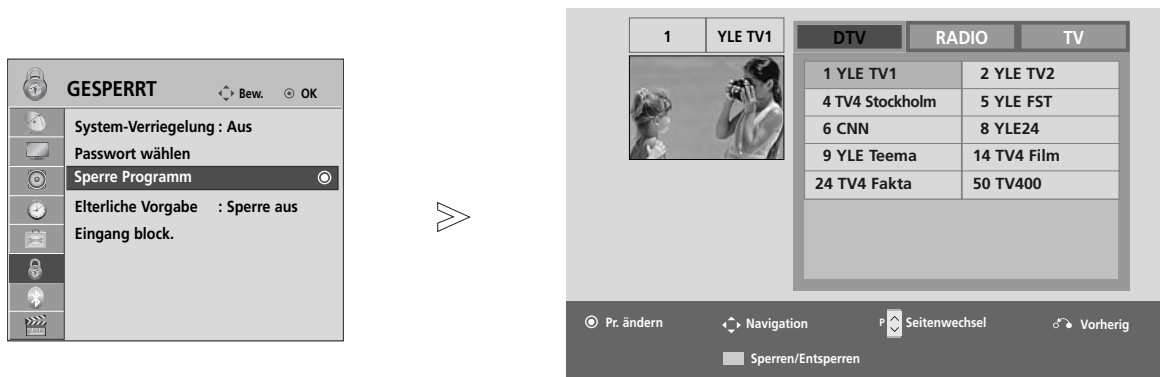 GESPERRT Bew. OK
System-Verriegelung : Aus
Passwort wählen
Sperre Programm
Elterliche Vorgabe : Sperre aus
Eingang block.
1 YLE TV1
DTV RADIO TV
1 YLE TV1 2 YLE TV2
4 TV4 Stockholm 5 YLE FST
6 CNN 8 YLE24
9 YLE Teema 14 TV4 Film
24 TV4 Fakta 50 TV400
Pr. ändern Navigation P Seitenwechsel Vorherig
Sperren/Entsperren